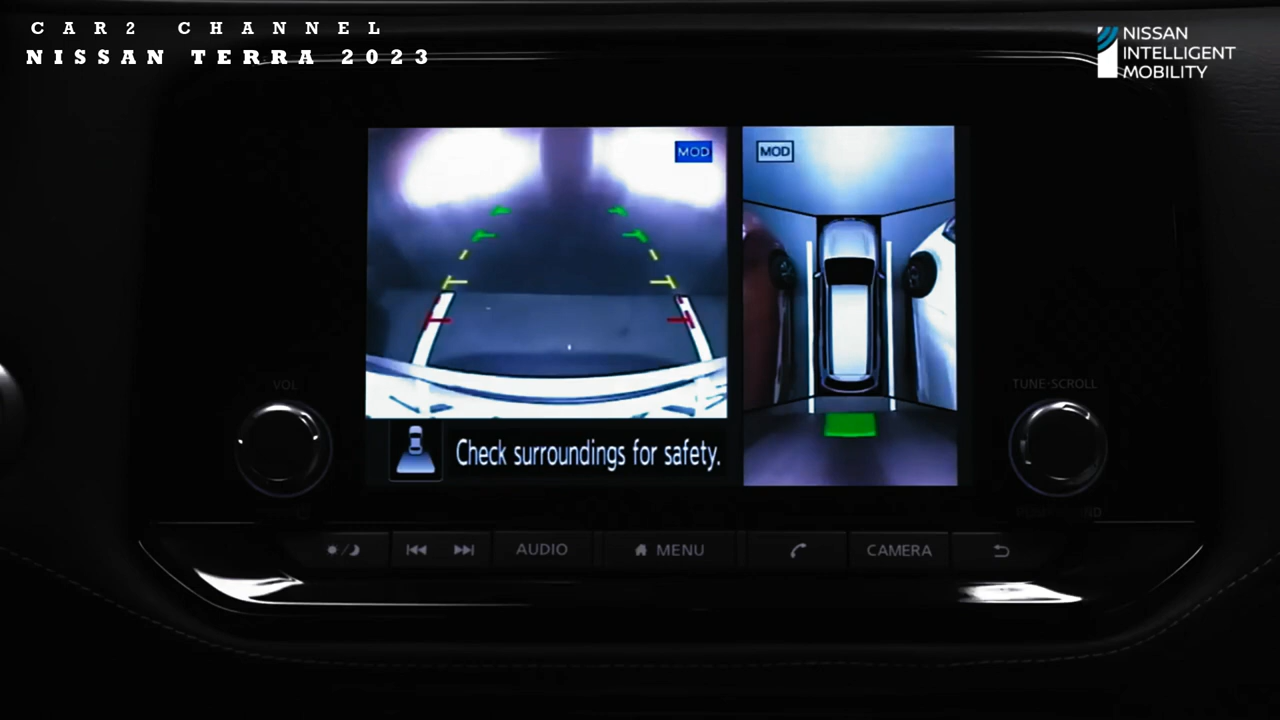 CAR2 CHANNEL
NISSAN TERRA 2023
NISSAN
INTELLIGENT
MOBILITY
MOD
MOD
Check surroundings for safety.
VOL
TUNE·SCROLL
AUDIO
MENU
CAMERA